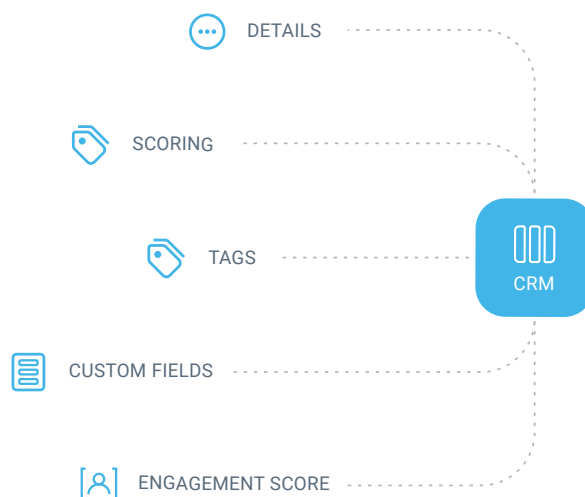 DETAILS
SCORING
TAGS
CRM
CUSTOM FIELDS
ENGAGEMENT SCORE